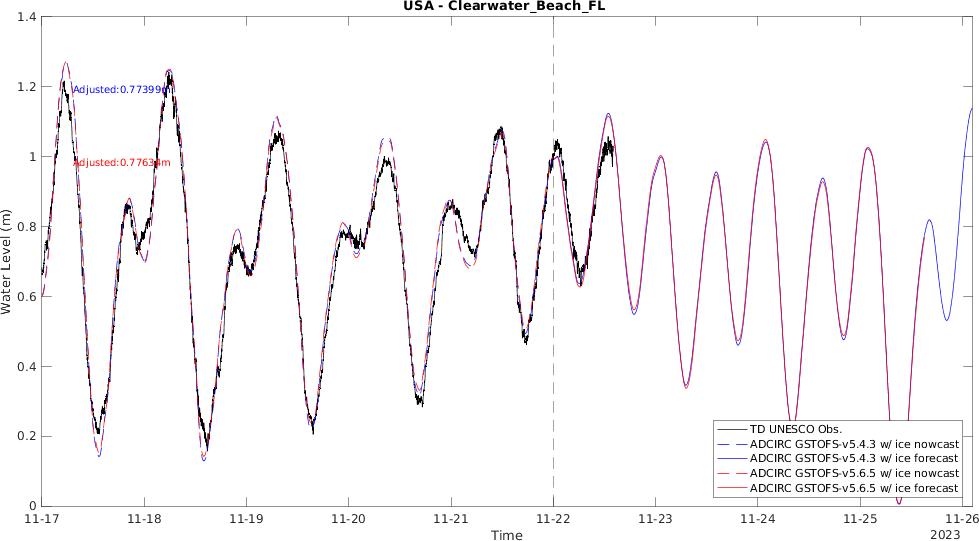 USA - Clearwater_Beach_FL
1.4
1.2
1
0.8
0.6
0.4
0.2
0
Water Level (m)
Adjusted:0.77399m
Adjusted:0.77634m
TD UNESCO Obs.
ADCIRC GSTOFS-v5.4.3 w/ ice nowcast
ADCIRC GSTOFS-v5.4.3 w/ ice forecast
ADCIRC GSTOFS-v5.6.5 w/ ice nowcast
ADCIRC GSTOFS-v5.6.5 w/ ice forecast
11-17 11-18 11-19 11-20 11-21 11-22 11-23 11-24 11-25 11-26
Time
2023